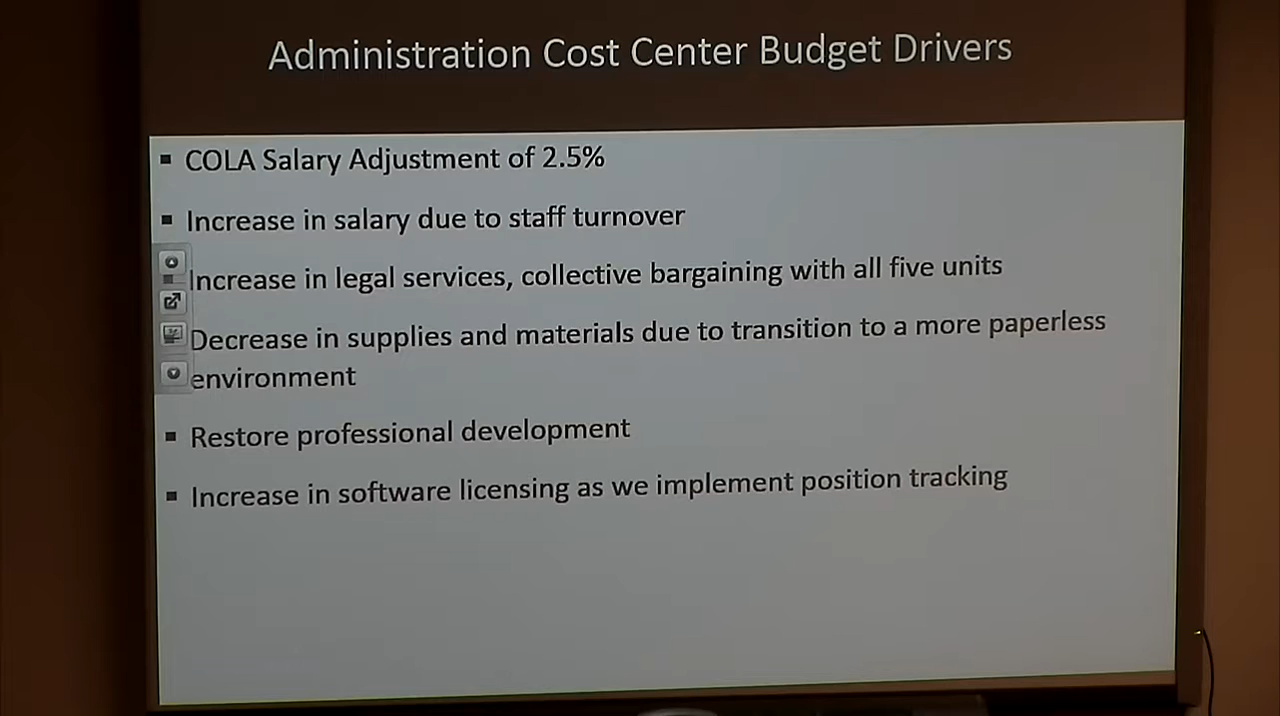 Administration Cost Center Budget Drivers
▪ COLA Salary Adjustment of 2.5%
▪ Increase in salary due to staff turnover
▪ Increase in legal services, collective bargaining with all five units
Decrease in supplies and materials due to transition to a more paperless
environment
▪ Restore professional development
▪ Increase in software licensing as we implement position tracking